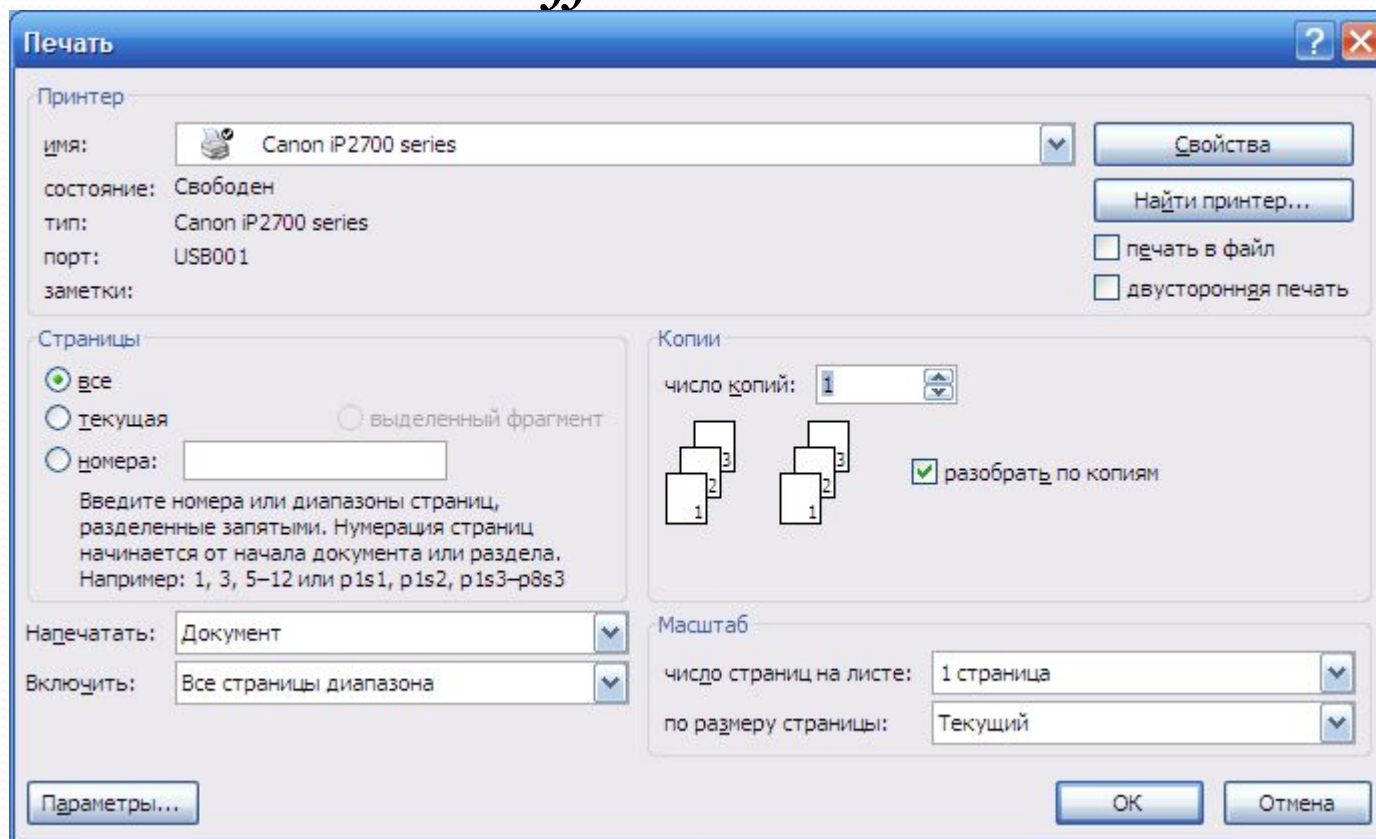 Печать
Принтер
имя: Canon iP2700 series
Свойства
состояние: Свободен
Найти принтер...
тип: Canon iP2700 series
порт: USB001
печать в файл
заметки:
двусторонняя печать
Страницы
все
текущая
выделенный фрагмент
номера:
Введите номера или диапазоны страниц,
разделенные запятыми. Нумерация страниц
начинается от начала документа или раздела.
Например: 1, 3, 5–12 или p1s1, p1s2, p1s3–p8s3
Копии
число копий: 1
3
2
1
3
2
1
разобрать по копиям
Напечатать: Документ
Включить: Все страницы диапазона
Масштаб
число страниц на листе: 1 страница
по размеру страницы: Текущий
Параметры...
ОК
Отмена